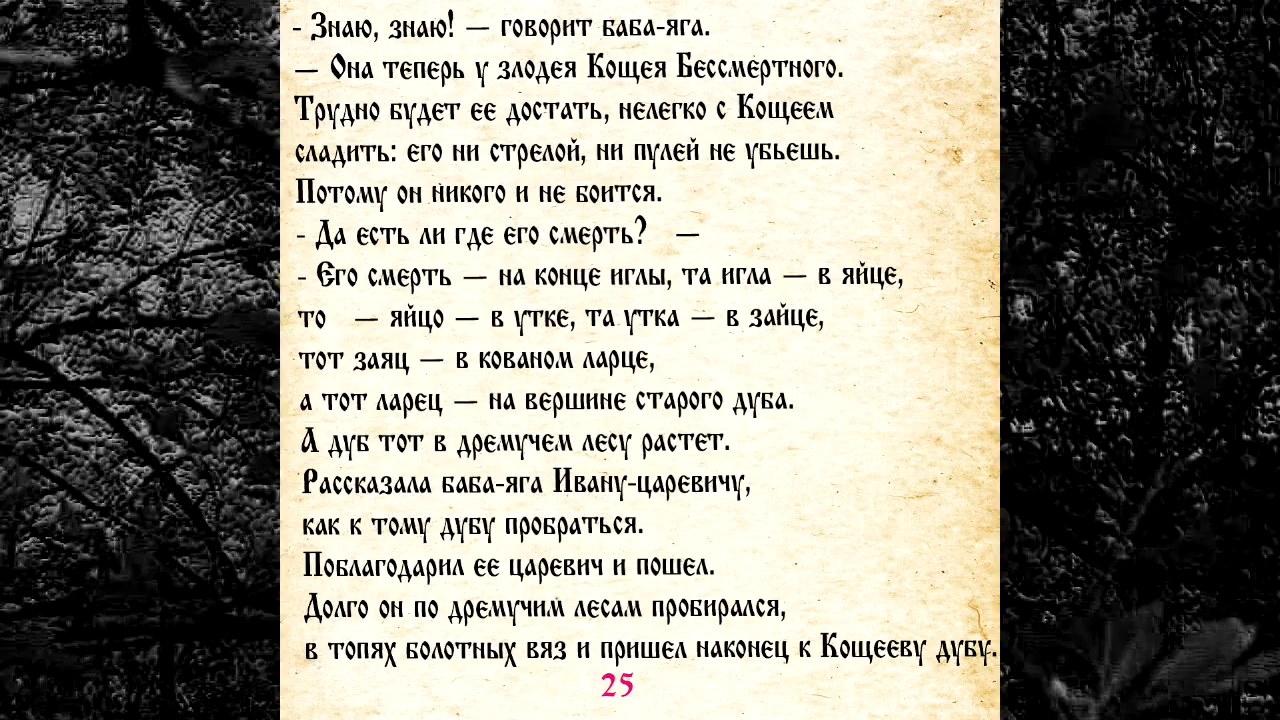 - Знаю, знаю! — говорит баба-яга.
— Она теперь у злодея Кощея Бессмертного.
Трудно будет ее достать, нелегко с Кощеем
сладить: его ни стрелой, ни пулей не убьешь.
Потому он никого и не боится.
- Да есть ли где его смерть? —
- Его смерть — на конце иглы, та игла — в яйце,
то — яйцо — в утке, та утка — в зайце,
тот заяц — в кованом ларце,
а тот ларец — на вершине старого дуба.
А дуб тот в дремучем лесу растет.
Рассказала баба-яга Ивану-царевичу,
как к тому дубу пробраться.
Поблагодарил ее царевич и пошел.
Долго он по дремучим лесам пробирался,
в топях болотных вяз и пришел наконец к Кощееву дубу.
25